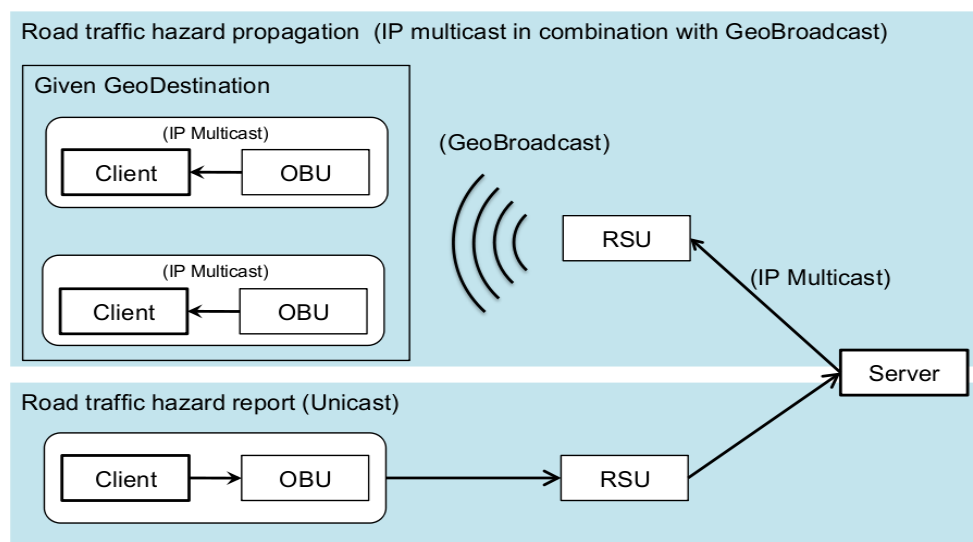 Road traffic hazard propagation (IP multicast in combination with GeoBroadcast)
Given GeoDestination
(IP Multicast)
Client
OBU
(GeoBroadcast)
RSU
(IP Multicast)
Client
OBU
(IP Multicast)
Server
Road traffic hazard report (Unicast)
Client
OBU
RSU